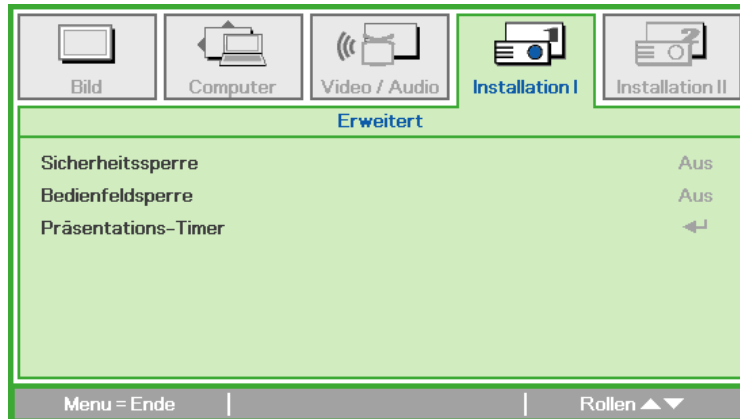 Bild Computer Video / Audio Installation I Installation II
Erweitert
Sicherheitssperre Aus
Bedienfeldsperre Aus
Präsentations-Timer
Menu = Ende Rollen ▲▼